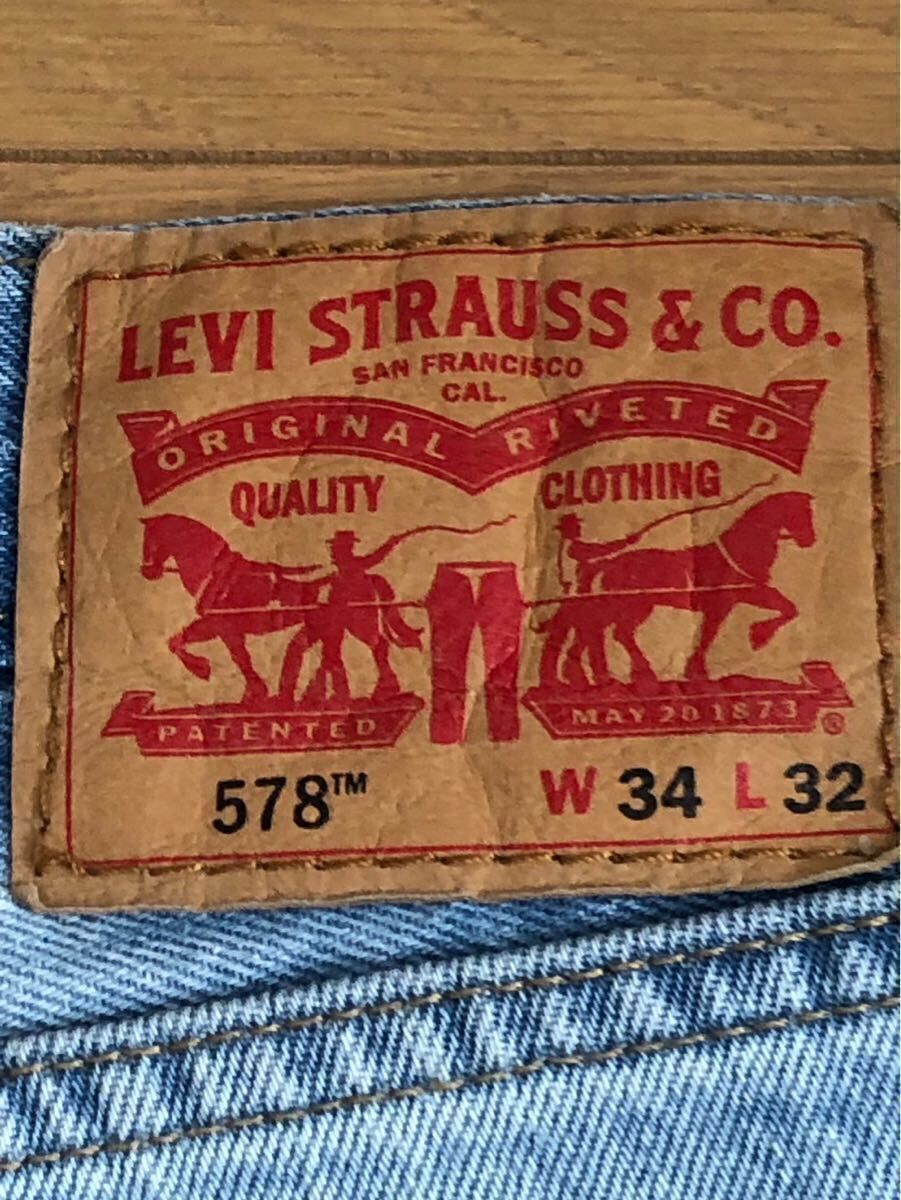 LEVI STRAUSS & CO.
SAN FRANCISCO
CAL.
ORIGINAL RIVETED
QUALITY CLOTHING
PATENTED MAY 20 1873 ®
578™ W 34 L 32